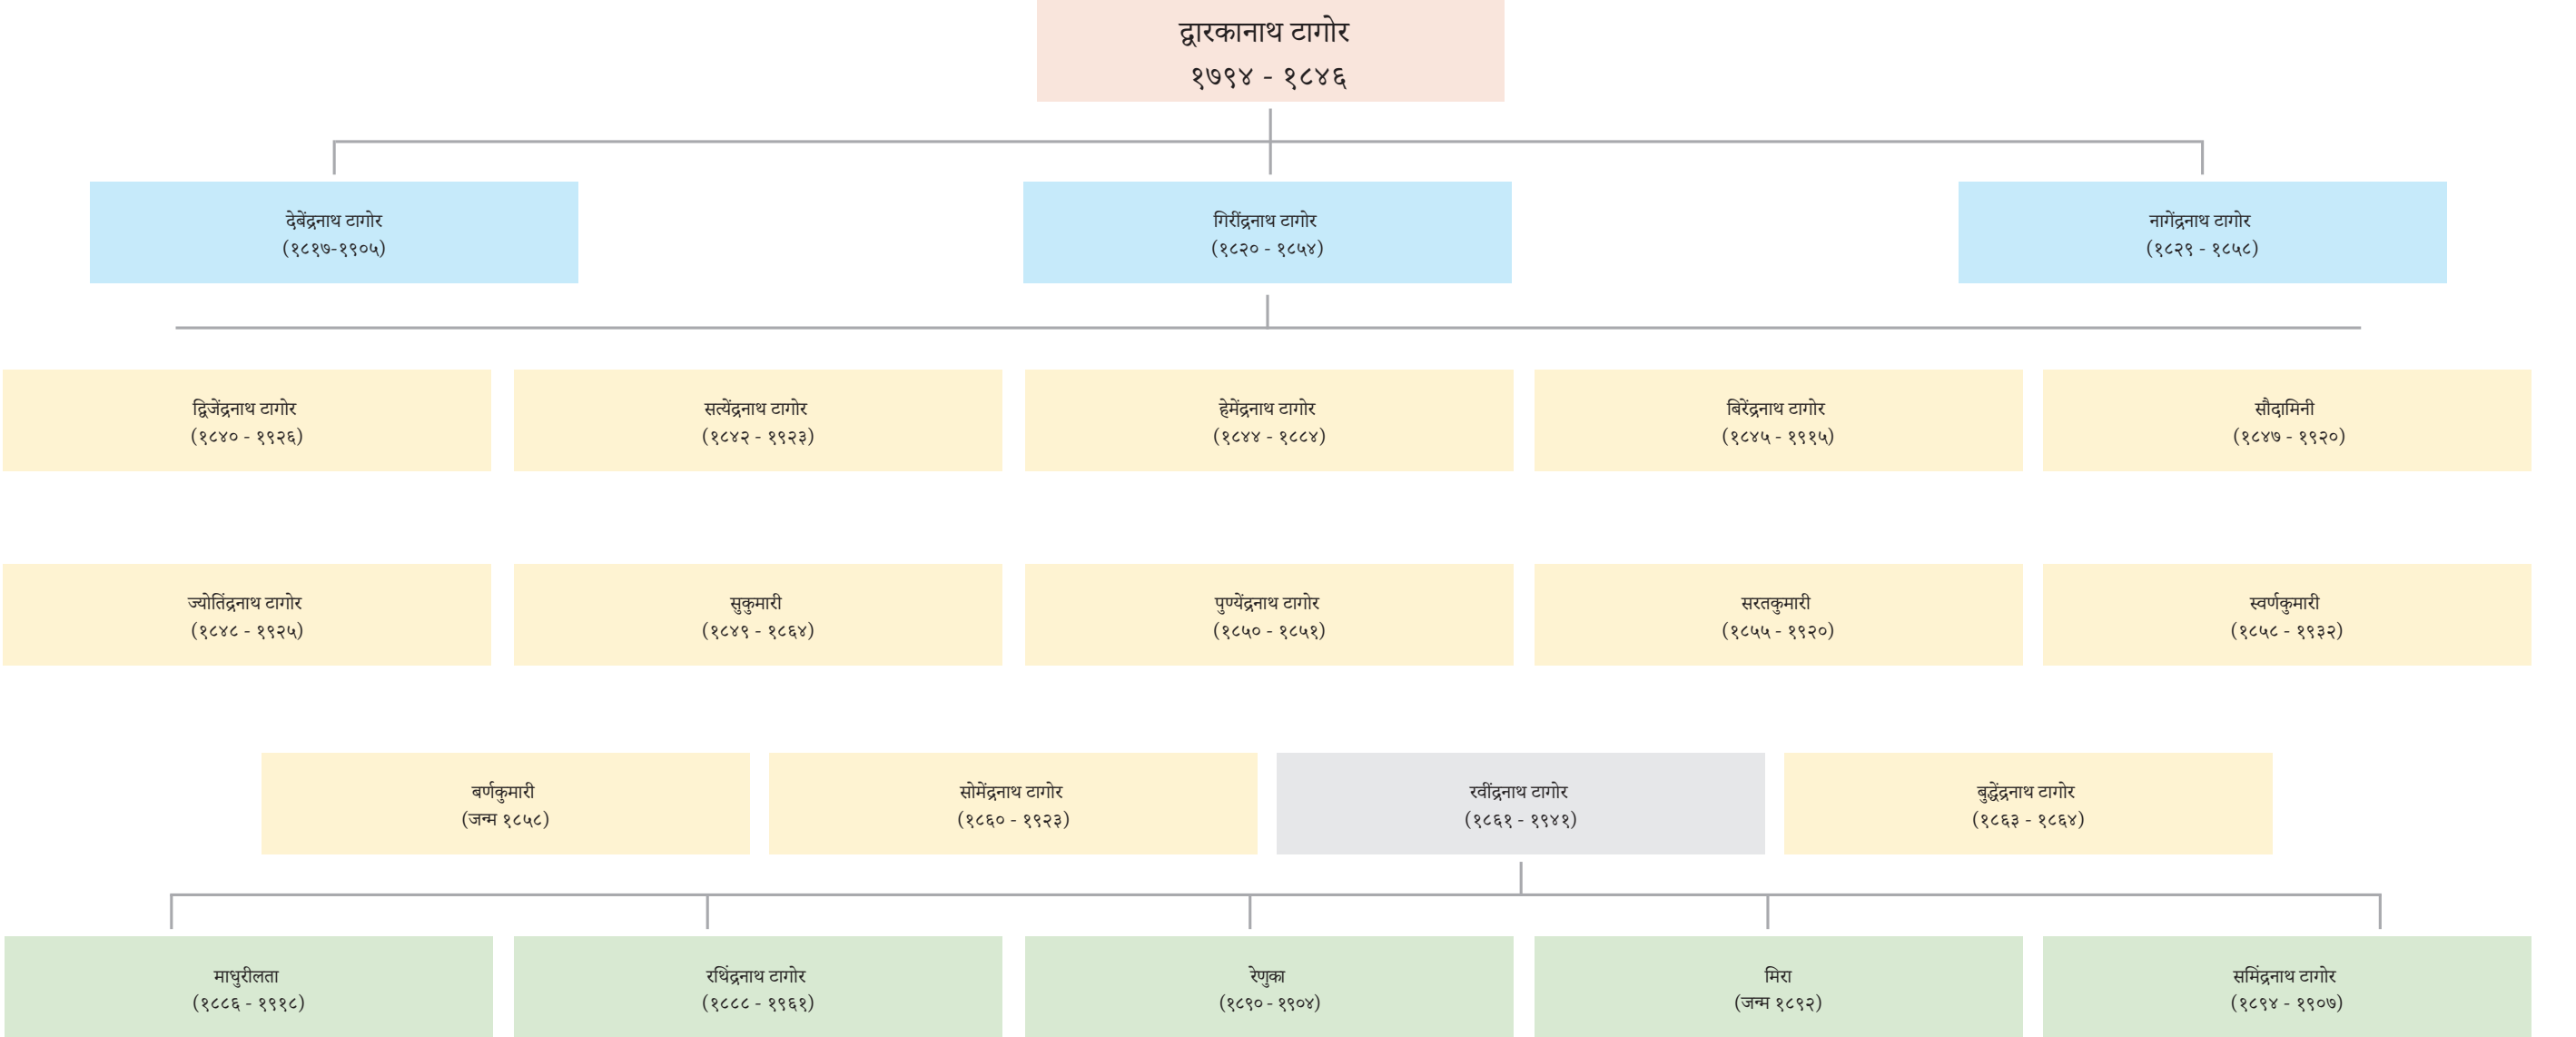 द्वारकानाथ टागोर
१७९४ - १८४६
देबेंद्रनाथ टागोर
(१८१७-१९०५)
गिरींद्रनाथ टागोर
(१८२० - १८५४)
नागेंद्रनाथ टागोर
(१८२९ - १८५८)
द्विजेंद्रनाथ टागोर
(१८४० - १९२६)
सत्येंद्रनाथ टागोर
(१८४२ - १९२३)
हेमेंद्रनाथ टागोर
(१८४४ - १८८४)
बिरेंद्रनाथ टागोर
(१८४५ - १९१५)
सौदामिनी
(१८४७ - १९२०)
ज्योतिंद्रनाथ टागोर
(१८४८ - १९२५)
सुकुमारी
(१८४९ - १८६४)
पुण्येंद्रनाथ टागोर
(१८५० - १८५१)
सरतकुमारी
(१८५५ - १९२०)
स्वर्णकुमारी
(१८५८ - १९३२)
बर्णकुमारी
(जन्म १८५८)
सोमेंद्रनाथ टागोर
(१८६० - १९२३)
रवींद्रनाथ टागोर
(१८६१ - १९४१)
बुद्धेंद्रनाथ टागोर
(१८६३ - १८६४)
माधुरीलता
(१८८६ - १९१८)
रथिंद्रनाथ टागोर
(१८८८ - १९६१)
रेणुका
(१८९० - १९०४)
मिरा
(जन्म १८९२)
समिंद्रनाथ टागोर
(१८९४ - १९०७)